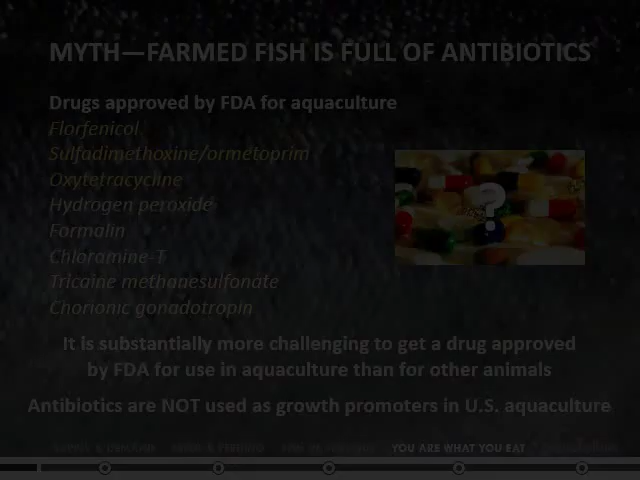 MYTH—FARMED FISH IS FULL OF ANTIBIOTICS
Drugs approved by FDA for aquaculture
Florfenicol
Sulfadimethoxine/ormetoprim
Oxytetracycline
Hydrogen peroxide
Formalin
Chloramine-T
Tricaine methanesulfonate
Chorionic gonadotropin
?
It is substantially more challenging to get a drug approved
by FDA for use in aquaculture than for other animals
Antibiotics are NOT used as growth promoters in U.S. aquaculture
YOU ARE WHAT YOU EAT